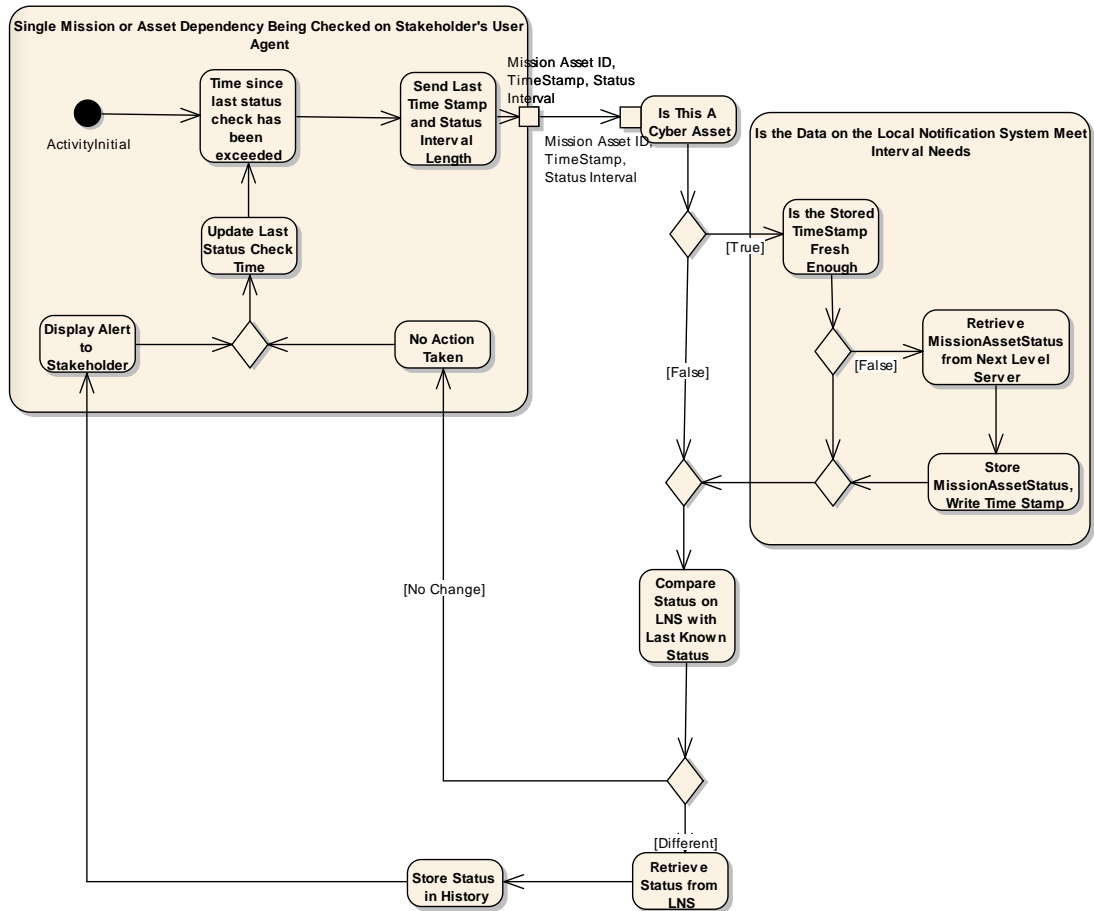 Single Mission or Asset Dependency Being Checked on Stakeholder's User
Agent
ActivityInitial
Time since
last status
check has
been
exceeded
Send Last
Time Stamp
and Status
Interval
Length
Mission Asset ID,
TimeStamp, Status
Interval
Mission Asset ID,
TimeStamp,
Status Interval
Is This A
Cyber Asset
Is the Data on the Local Notification System Meet
Interval Needs
Is the Stored
TimeStamp
Fresh
Enough
[True]
Update Last
Status Check
Time
Display Alert
to
Stakeholder
No Action
Taken
[False]
[False]
Retrieve
MissionAssetStatus
from Next Level
Server
Store
MissionAssetStatus,
Write Time Stamp
Compare
Status on
LNS with
Last Known
Status
[No Change]
[Different]
Retrieve
Status from
LNS
Store Status
in History